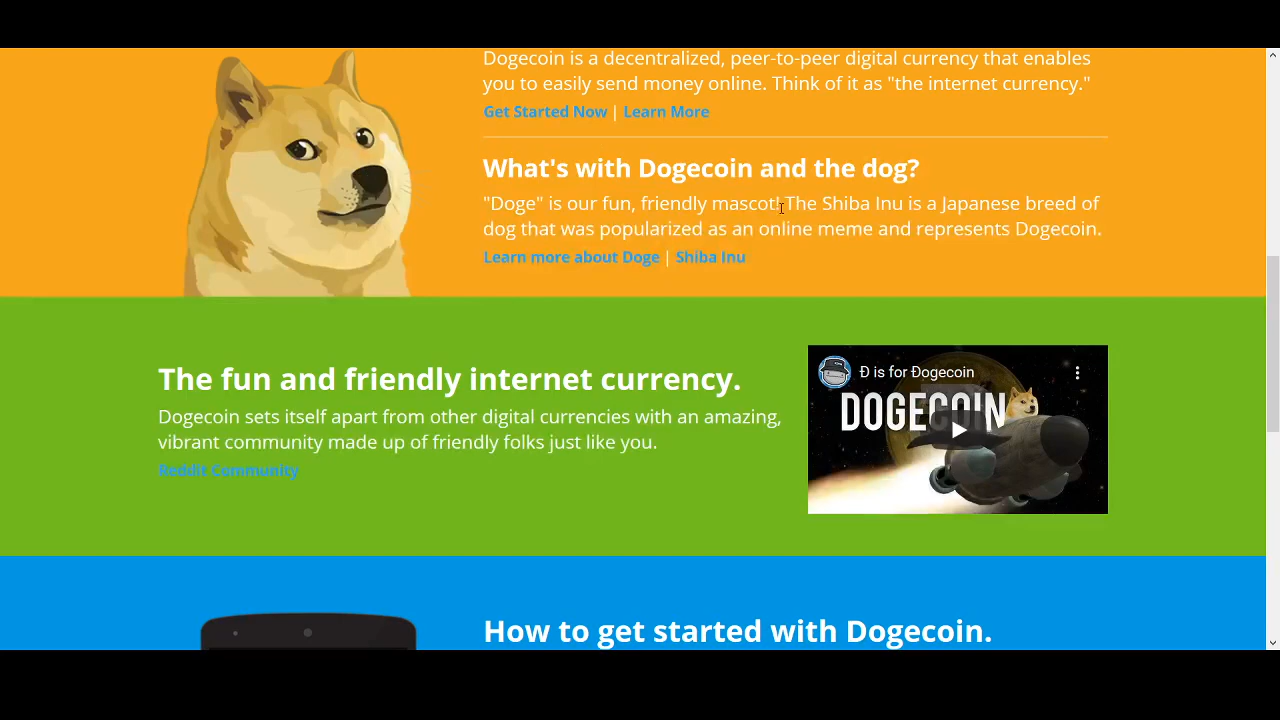 Dogecoin is a decentralized, peer-to-peer digital currency that enables
you to easily send money online. Think of it as "the internet currency."
Get Started Now | Learn More
What's with Dogecoin and the dog?
"Doge" is our fun, friendly mascot! The Shiba Inu is a Japanese breed of
dog that was popularized as an online meme and represents Dogecoin.
Learn more about Doge | Shiba Inu
The fun and friendly internet currency.
Dogecoin sets itself apart from other digital currencies with an amazing,
vibrant community made up of friendly folks just like you.
Reddit Community
Ð is for Ðogecoin
DOGECOIN
How to get started with Dogecoin.